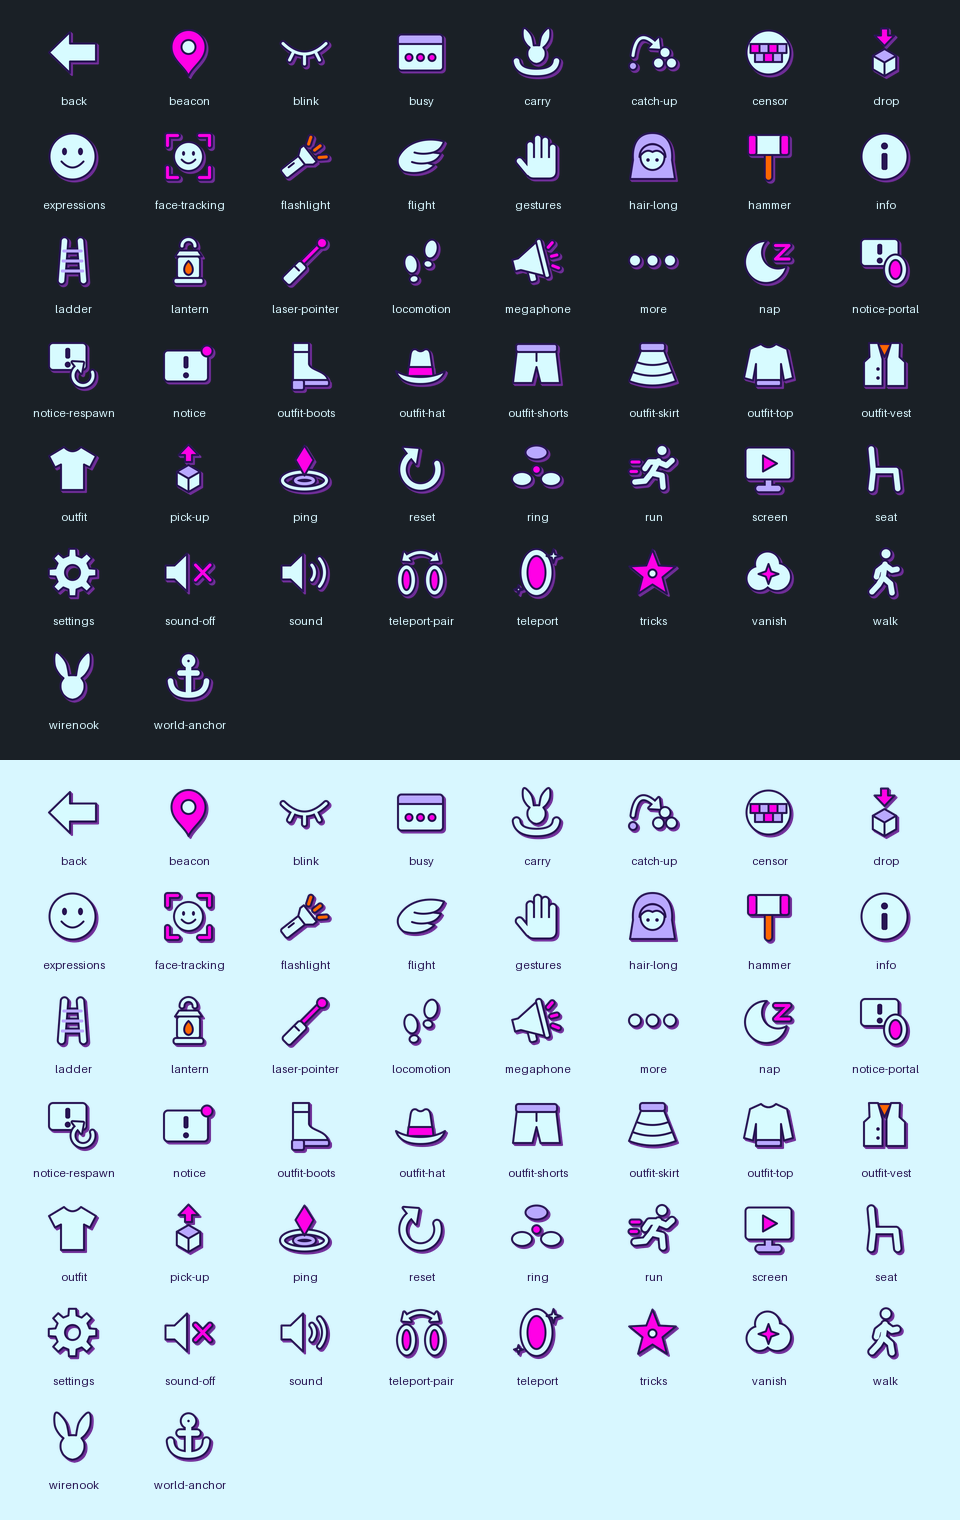 back beacon blink busy carry catch-up censor drop
expressions face-tracking flashlight flight gestures hair-long hammer info
ladder lantern laser-pointer locomotion megaphone more nap notice-portal
notice-respawn notice outfit-boots outfit-hat outfit-shorts outfit-skirt outfit-top outfit-vest
outfit pick-up ping reset ring run screen seat
settings sound-off sound teleport-pair teleport tricks vanish walk
wirenook world-anchor
back beacon blink busy carry catch-up censor drop
expressions face-tracking flashlight flight gestures hair-long hammer info
ladder lantern laser-pointer locomotion megaphone more nap notice-portal
notice-respawn notice outfit-boots outfit-hat outfit-shorts outfit-skirt outfit-top outfit-vest
outfit pick-up ping reset ring run screen seat
settings sound-off sound teleport-pair teleport tricks vanish walk
wirenook world-anchor